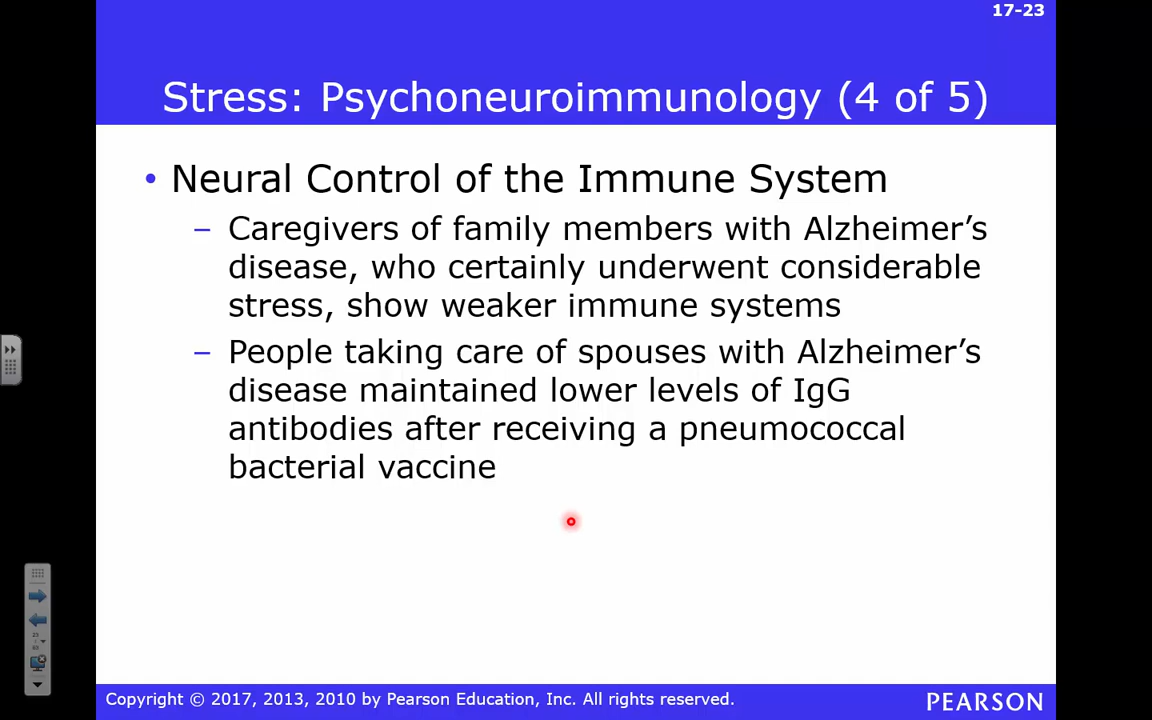 17-23
Stress: Psychoneuroimmunology (4 of 5)
• Neural Control of the Immune System
– Caregivers of family members with Alzheimer’s
disease, who certainly underwent considerable
stress, show weaker immune systems
– People taking care of spouses with Alzheimer’s
disease maintained lower levels of IgG
antibodies after receiving a pneumococcal
bacterial vaccine
23
/
Copyright © 2017, 2013, 2010 by Pearson Education, Inc. All rights reserved.
PEARSON